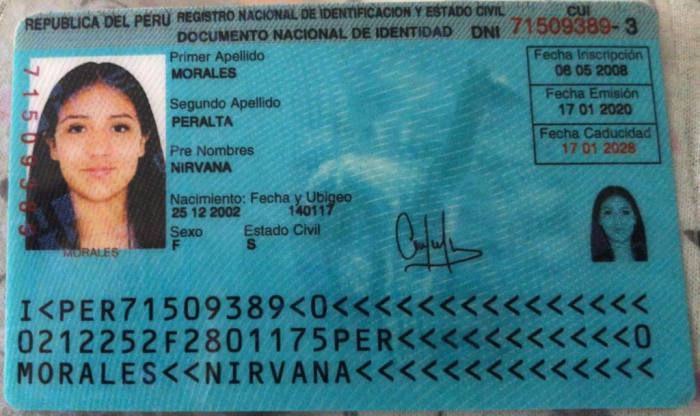 REPUBLICA DEL PERU REGISTRO NACIONAL DE IDENTIFICACION Y ESTADO CIVIL
DOCUMENTO NACIONAL DE IDENTIDAD DNI
CUI
71509389-3
Primer Apellido
MORALES
Segundo Apellido
PERALTA
Pre Nombres
NIRVANA
Nacimiento: Fecha y Ubigeo
25 12 2002 140117
Sexo Estado Civil
F S
Fecha Inscripción
06 05 2008
Fecha Emisión
17 01 2020
Fecha Caducidad
17 01 2028
71509389
MORALES
I<PER71509389<0<<<<<<<<<<<<<<<
0212252F2801175PER<<<<<<<<<<<0
MORALES<<NIRVANA<<<<<<<<<<<<<<